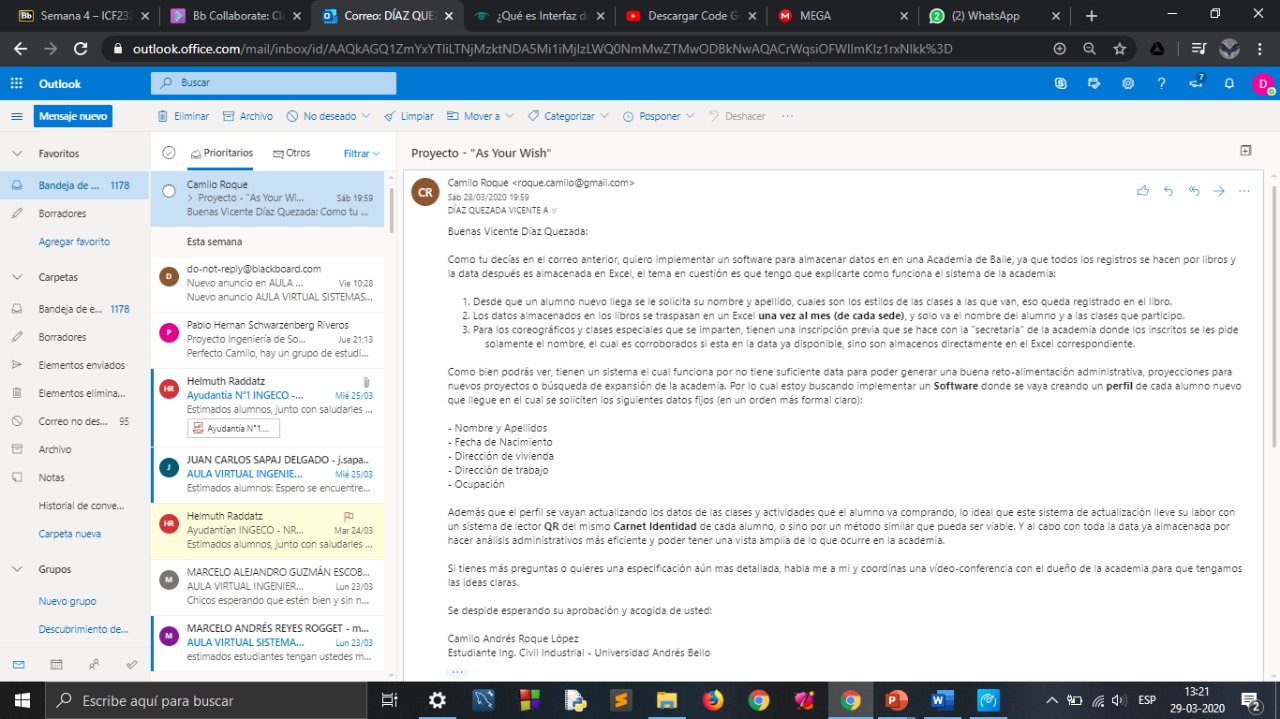 Semana 4 – ICF232
Bb Collaborate: Cla
Correo: DÍAZ QUEZ
¿Qué es Interfaz de
Descargar Code G
MEGA
(2) WhatsApp
outlook.office.com/mail/inbox/id/
Outlook
Buscar
7
D
Mensaje nuevo
Eliminar
Archivo
No deseado
Limpiar
Mover a
Categorizar
Posponer
Deshacer
Favoritos
Bandeja de ... 1178
Borradores
Agregar favorito
Carpetas
Bandeja de e... 1178
Borradores
Elementos enviados
Elementos elimina...
Correo no des... 95
Archivo
Notas
Historial de conve...
Carpeta nueva
Grupos
Nuevo grupo
Descubrimiento de...
Prioritarios
Otros
Filtrar
Camilo Roque
Proyecto - "As Your Wi... Sáb 19:59
Buenas Vicente Díaz Quezada: Como tu ...
Esta semana
D
do-not-reply@blackboard.com
Nuevo anuncio en AULA ... Vie 10:28
Nuevo anuncio AULA VIRTUAL SISTEMAS...
P
Pablo Hernan Schwarzenberg Riveros
Proyecto Ingeniería de So... Jue 21:13
Perfecto Camilo, hay un grupo de estudi...
HR
Helmuth Raddatz
Ayudantía N°1 INGECO -... Mié 25/03
Estimados alumnos, junto con saludarles ...
Ayudantía N°1....
J
JUAN CARLOS SAPAJ DELGADO - j.sapa..
AULA VIRTUAL INGENIE... Mié 25/03
Estimados alumnos: Espero se encuentre...
HR
Helmuth Raddatz
Ayudantían INGECO - NR... Mar 24/03
Estimados alumnos, junto con saludarles ...
M
MARCELO ALEJANDRO GUZMÁN ESCOB...
AULA VIRTUAL INGENIER... Lun 23/03
Chicos esperando que estén bien y sin n...
M
MARCELO ANDRÉS REYES ROGGET - m...
AULA VIRTUAL SISTEMA... Lun 23/03
estimados estudiantes tengan ustedes m...
Proyecto - "As Your Wish"
CR
Camilo Roque <roque.camilo@gmail.com>
Sáb 28/03/2020 19:59
DÍAZ QUEZADA VICENTE A
Buenas Vicente Díaz Quezada:
Como tu decías en el correo anterior, quiero implementar un software para almacenar datos en en una Academia de Baile, ya que todos los registros se hacen por libros y
la data después es almacenada en Excel, el tema en cuestión es que tengo que explicarte como funciona el sistema de la academia:
1. Desde que un alumno nuevo llega se le solicita su nombre y apellido, cuales son los estilos de las clases a las que van, eso queda registrado en el libro.
2. Los datos almacenados en los libros se traspasan en un Excel una vez al mes (de cada sede), y solo va el nombre del alumno y a las clases que participo.
3. Para los coreográficos y clases especiales que se imparten, tienen una inscripción previa que se hace con la "secretaria" de la academia donde los inscritos se les pide
solamente el nombre, el cual es corroborados si esta en la data ya disponible, sino son almacenos directamente en el Excel correspondiente.
Como bien podrás ver, tienen un sistema el cual funciona por no tiene suficiente data para poder generar una buena reto-alimentación administrativa, proyecciones para
nuevos proyectos o búsqueda de expansión de la academia. Por lo cual estoy buscando implementar un Software donde se vaya creando un perfil de cada alumno nuevo
que llegue en el cual se soliciten los siguientes datos fijos (en un orden más formal claro):
- Nombre y Apellidos
- Fecha de Nacimiento
- Dirección de vivienda
- Dirección de trabajo
- Ocupación
Además que el perfil se vayan actualizando los datos de las clases y actividades que el alumno va comprando, lo ideal que este sistema de actualización lleve su labor con
un sistema de lector QR del mismo Carnet Identidad de cada alumno, o sino por un método similar que pueda ser viable. Y al cabo con toda la data ya almacenada por
hacer análisis administrativos más eficiente y poder tener una vista amplia de lo que ocurre en la academia.
Si tienes más preguntas o quieres una especificación aún mas detallada, habla me a mi y coordinas una vídeo-conferencia con el dueño de la academia para que tengamos
las ideas claras.
Se despide esperando su aprobación y acogida de usted:
Camilo Andrés Roque López
Estudiante Ing. Civil Industrial - Universidad Andrés Bello
Escribe aquí para buscar
ESP
13:21
29-03-2020
2